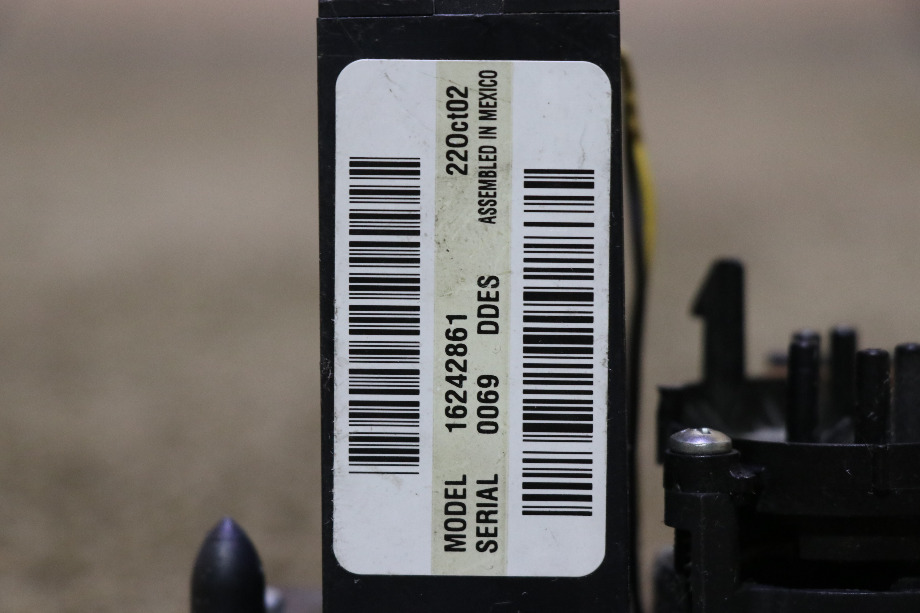 MODEL 16242861 22Oct02
SERIAL 0069 DDES ASSEMBLED IN MEXICO